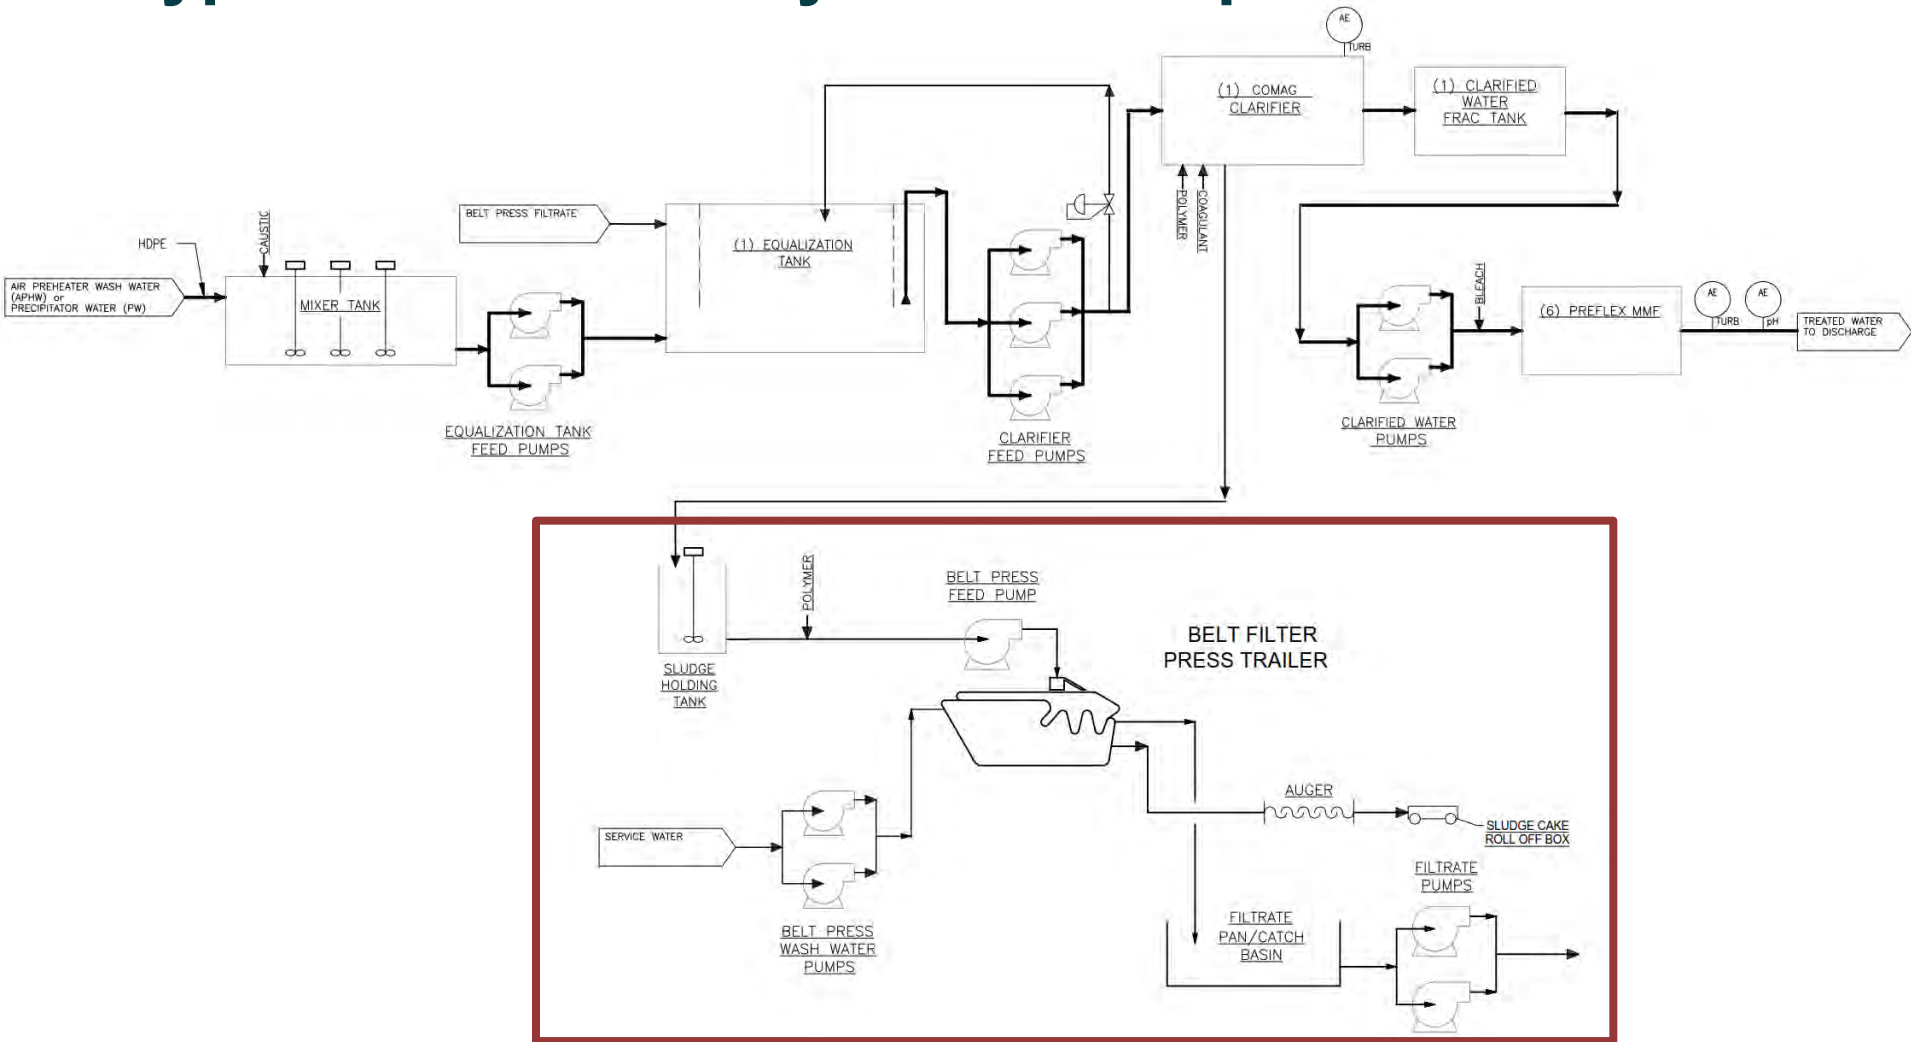 AE
TURB
(1) COMAG
CLARIFIER
(1) CLARIFIED
WATER
FRAC TANK
POLYMER
COAGULANT
BELT PRESS FILTRATE
HDPE
CAUSTIC
AIR PREHEATER WASH WATER
(APHW) or
PRECIPITATOR WATER (PW)
MIXER TANK
(1) EQUALIZATION
TANK
EQUALIZATION TANK
FEED PUMPS
CLARIFIER
FEED PUMPS
CLARIFIED WATER
PUMPS
BLEACH
(6) PREFLEX MMF
AE
TURB
AE
pH
TREATED WATER
TO DISCHARGE
SLUDGE
HOLDING
TANK
POLYMER
BELT PRESS
FEED PUMP
BELT FILTER
PRESS TRAILER
SERVICE WATER
BELT PRESS
WASH WATER
PUMPS
AUGER
SLUDGE CAKE
ROLL OFF BOX
FILTRATE
PAN/CATCH
BASIN
FILTRATE
PUMPS